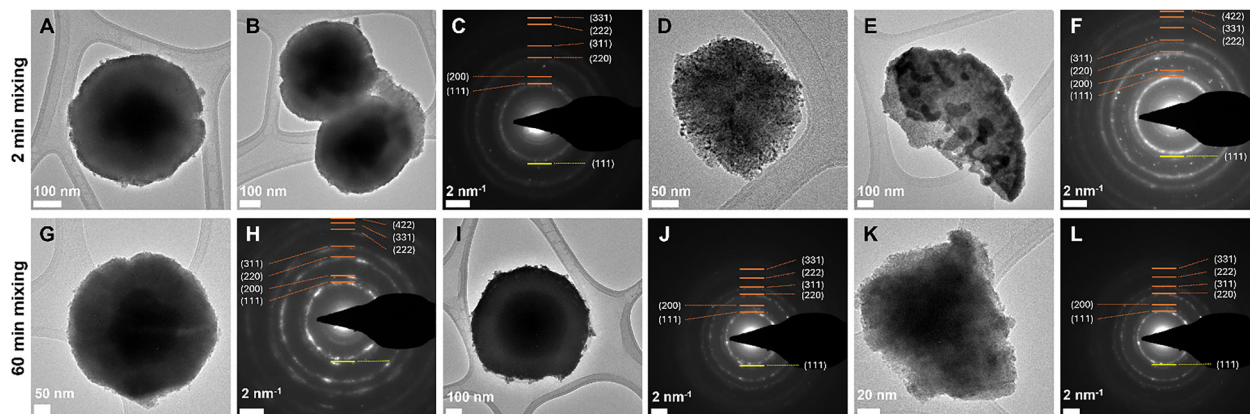 2 min mixing
A
100 nm
B
100 nm
C
(331)
(222)
(311)
(220)
(200)
(111)
(111)
2 nm⁻¹
D
50 nm
E
100 nm
F
(422)
(331)
(222)
(311)
(220)
(200)
(111)
(111)
2 nm⁻¹
60 min mixing
G
50 nm
H
(422)
(331)
(222)
(311)
(220)
(200)
(111)
2 nm⁻¹
I
100 nm
J
(331)
(222)
(311)
(220)
(200)
(111)
(111)
2 nm⁻¹
K
20 nm
L
(331)
(222)
(311)
(220)
(200)
(111)
(111)
2 nm⁻¹